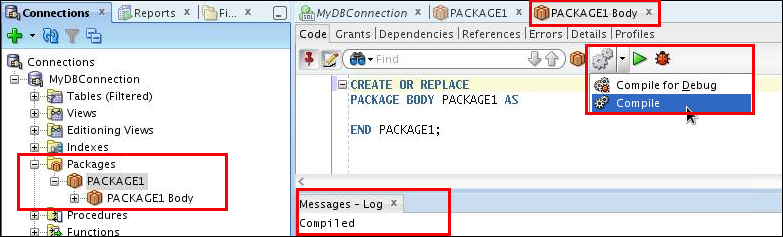 Connections
Reports
Fi...
Connections
MyDBConnection
Tables (Filtered)
Views
Editioning Views
Indexes
Packages
PACKAGE1
PACKAGE1 Body
Procedures
Functions
MyDBConnection
PACKAGE1
PACKAGE1 Body
Code Grants Dependencies References Errors Details Profiles
Find
Compile for Debug
Compile
CREATE OR REPLACE
PACKAGE BODY PACKAGE1 AS
END PACKAGE1;
Messages - Log
Compiled